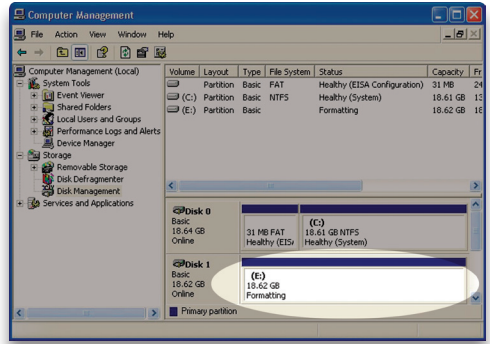 Computer Management
File Action View Window Help
Computer Management (Local)
System Tools
Event Viewer
Shared Folders
Local Users and Groups
Performance Logs and Alerts
Device Manager
Storage
Removable Storage
Disk Defragmenter
Disk Management
Services and Applications
Volume Layout Type File System Status Capacity Fr
Partition Basic FAT Healthy (EISA Configuration) 31 MB 24
(C:) Partition Basic NTFS Healthy (System) 18.61 GB 13
(E:) Partition Basic Formatting 18.62 GB 18
Disk 0
Basic
18.64 GB
Online
31 MB FAT
Healthy (EISA
(C:)
18.61 GB NTFS
Healthy (System)
Disk 1
Basic
18.62 GB
Online
(E:)
18.62 GB
Formatting
Primary partition